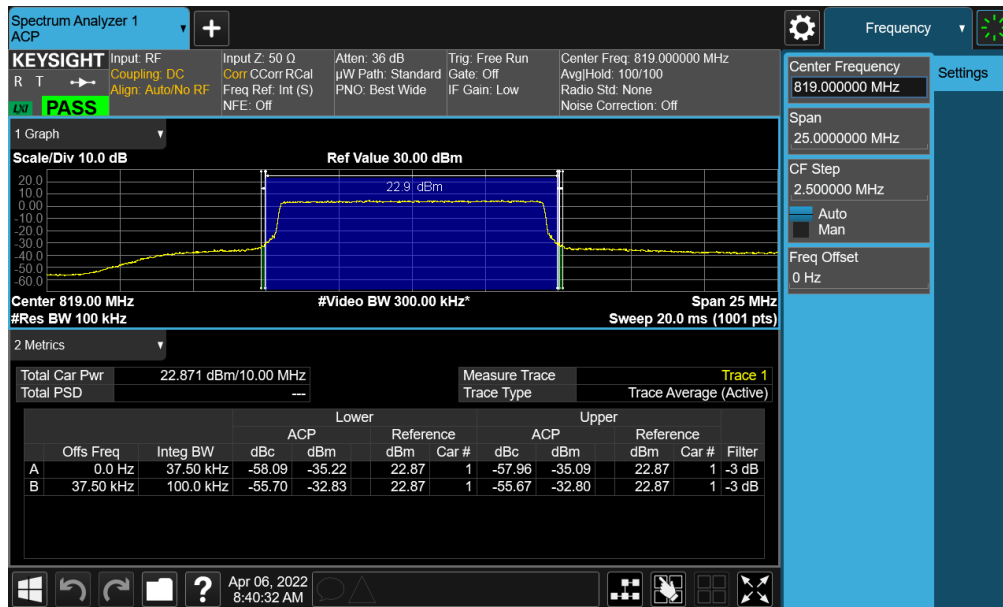 Spectrum Analyzer 1
ACP
Frequency
KEYSIGHT
R T
LXI
PASS
Input: RF
Coupling: DC
Align: Auto/No RF
Input Z: 50 Ω
Corr CCorr RCal
Freq Ref: Int (S)
NFE: Off
Atten: 36 dB
µW Path: Standard
PNO: Best Wide
Trig: Free Run
Gate: Off
IF Gain: Low
Center Freq: 819.000000 MHz
Avg|Hold: 100/100
Radio Std: None
Noise Correction: Off
Center Frequency
819.000000 MHz
Settings
Span
25.0000000 MHz
CF Step
2.500000 MHz
Auto
Man
Freq Offset
0 Hz
1 Graph
Scale/Div 10.0 dB
Ref Value 30.00 dBm
22.9 dBm
20.0
10.0
0.00
-10.0
-20.0
-30.0
-40.0
-50.0
-60.0
Center 819.00 MHz
#Video BW 300.00 kHz*
Span 25 MHz
#Res BW 100 kHz
Sweep 20.0 ms (1001 pts)
2 Metrics
Total Car Pwr 22.871 dBm/10.00 MHz
Total PSD ---
Measure Trace Trace 1
Trace Type Trace Average (Active)
Lower Upper
ACP Reference ACP Reference
Offs Freq Integ BW dBc dBm dBm Car # dBc dBm dBm Car # Filter
A 0.0 Hz 37.50 kHz -58.09 -35.22 22.87 1 -57.96 -35.09 22.87 1 -3 dB
B 37.50 kHz 100.0 kHz -55.70 -32.83 22.87 1 -55.67 -32.80 22.87 1 -3 dB
Apr 06, 2022
8:40:32 AM